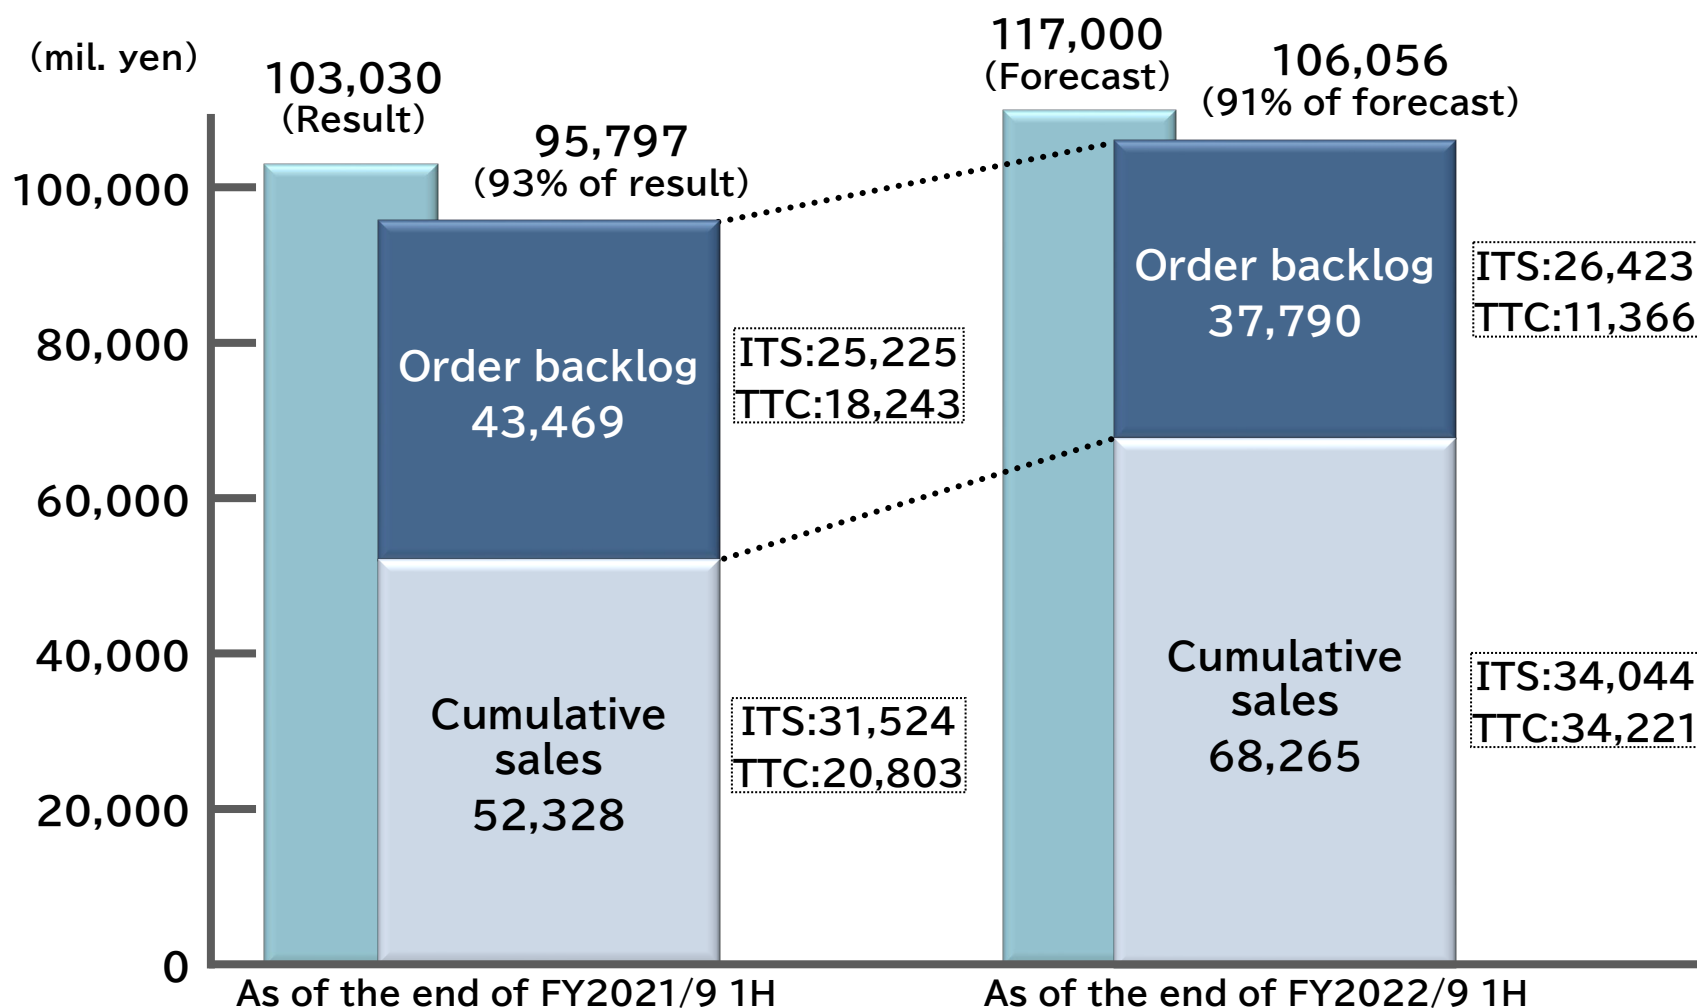 (mil. yen)
103,030
(Result)
95,797
(93% of result)
117,000
(Forecast)
106,056
(91% of forecast)
100,000
80,000
60,000
40,000
20,000
0
Order backlog
43,469
ITS:25,225
TTC:18,243
Cumulative
sales
52,328
ITS:31,524
TTC:20,803
Order backlog
37,790
ITS:26,423
TTC:11,366
Cumulative
sales
68,265
ITS:34,044
TTC:34,221
As of the end of FY2021/9 1H
As of the end of FY2022/9 1H